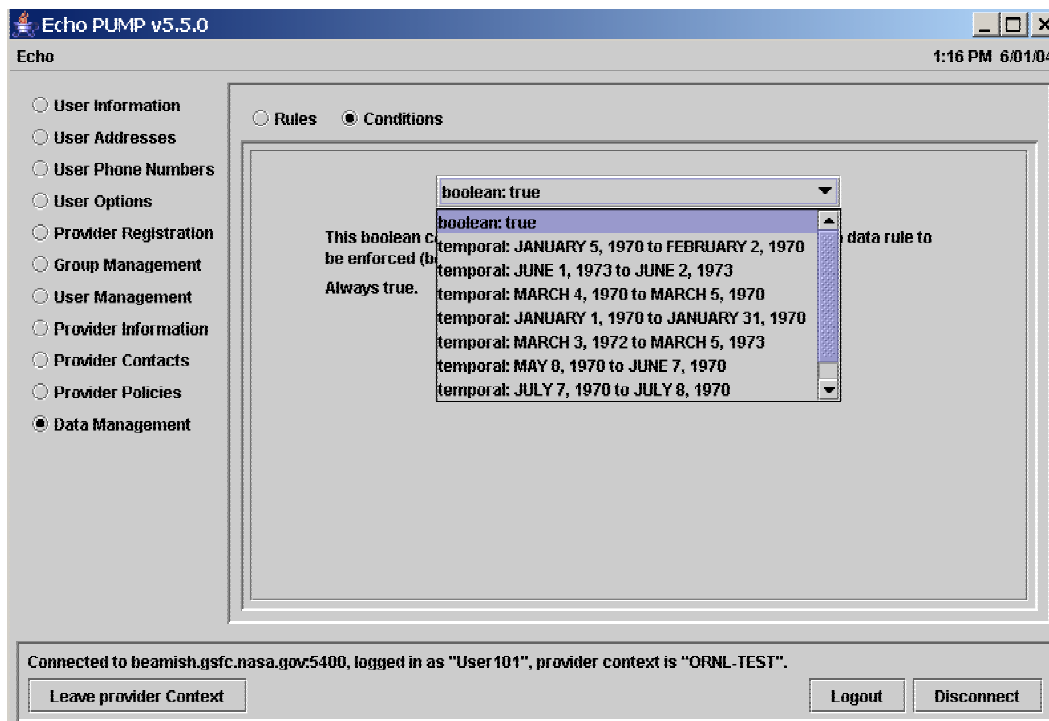 Echo PUMP v5.5.0
Echo
1:16 PM 6/01/04
User Information
User Addresses
User Phone Numbers
User Options
Provider Registration
Group Management
User Management
Provider Information
Provider Contacts
Provider Policies
Data Management
Rules
Conditions
boolean: true
boolean: true
temporal: JANUARY 5, 1970 to FEBRUARY 2, 1970
temporal: JUNE 1, 1973 to JUNE 2, 1973
temporal: MARCH 4, 1970 to MARCH 5, 1970
temporal: JANUARY 1, 1970 to JANUARY 31, 1970
temporal: MARCH 3, 1972 to MARCH 5, 1973
temporal: MAY 8, 1970 to JUNE 7, 1970
temporal: JULY 7, 1970 to JULY 8, 1970
This boolean data rule to
be enforced
Always true.
Connected to beamish.gsfc.nasa.gov:5400, logged in as "User101", provider context is "ORNL-TEST".
Leave provider Context
Logout
Disconnect